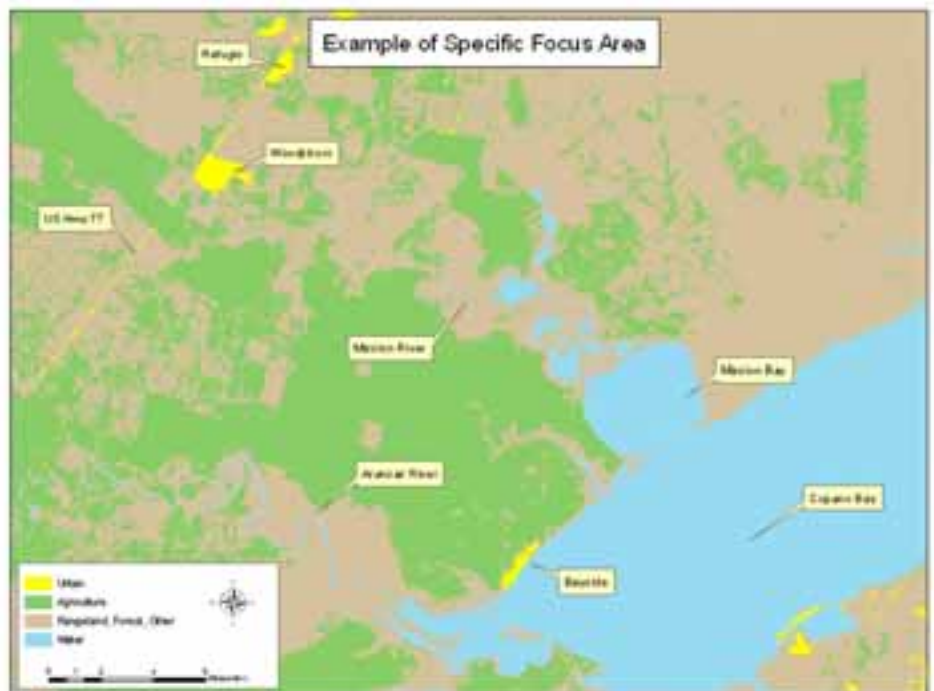 Example of Specific Focus Area
Refugio
Woodsboro
US Hwy 77
Mission River
Mission Bay
Aransas River
Copano Bay
Bayside
Urban
Agriculture
Rangeland, Forest, Other
Water